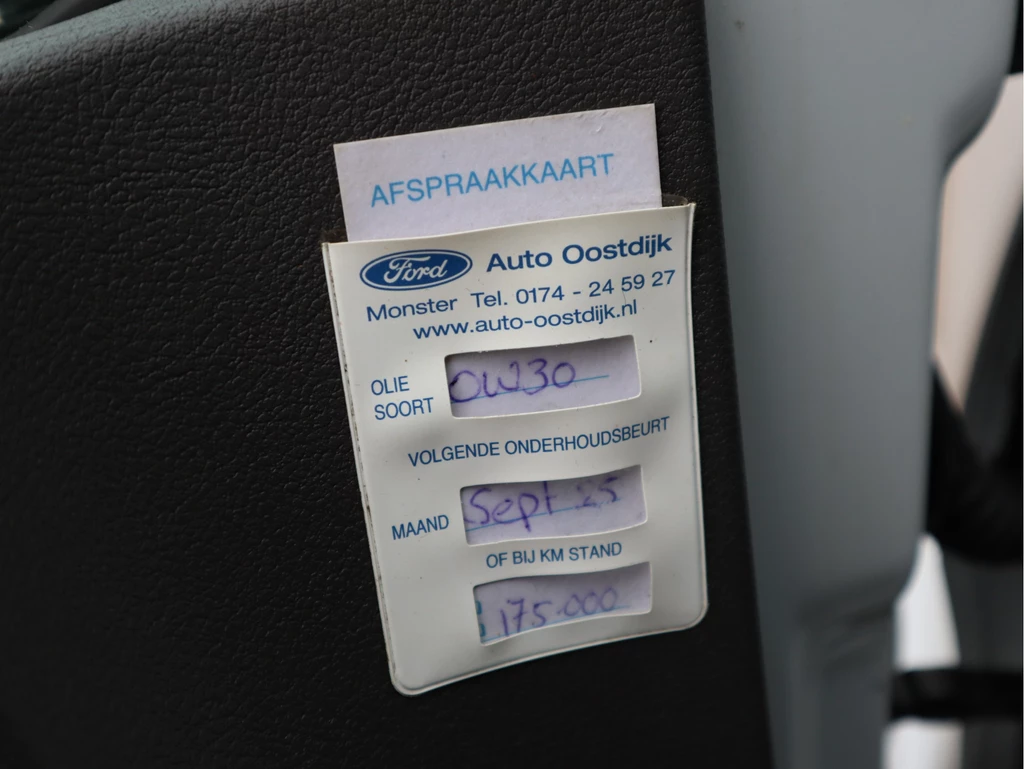 AFSPRAAKKAART
Ford Auto Oostdijk
Monster Tel. 0174 - 24 59 27
www.auto-oostdijk.nl
OLIE SOORT 0W30
VOLGENDE ONDERHOUDSBEURT
MAAND Sept 25
OF BIJ KM STAND
175.000